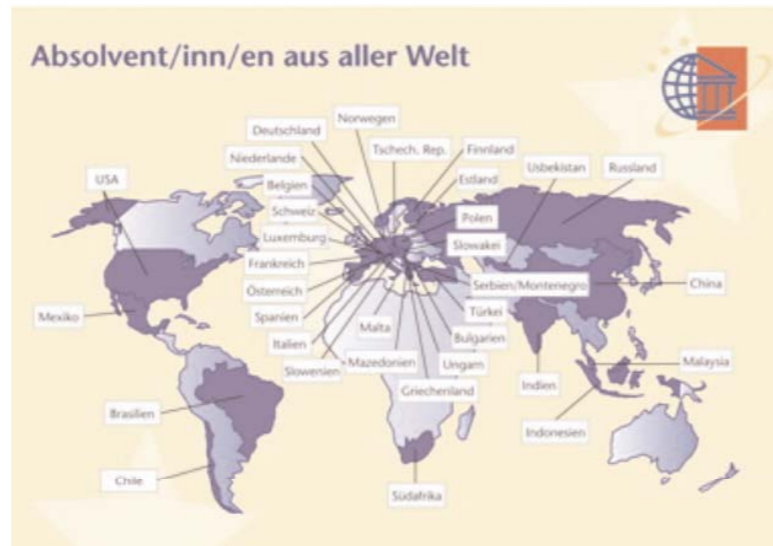 Absolvent/inn/en aus aller Welt
Norwegen
Deutschland
Tschech. Rep.
Finnland
Niederlande
Usbekistan
Russland
USA
Belgien
Estland
Schweiz
Polen
Luxemburg
Slowakei
Frankreich
Österreich
Serbien/Montenegro
China
Mexiko
Spanien
Malta
Türkei
Italien
Bulgarien
Slowenien
Mazedonien
Ungarn
Malaysia
Griechenland
Indien
Brasilien
Indonesien
Chile
Südafrika